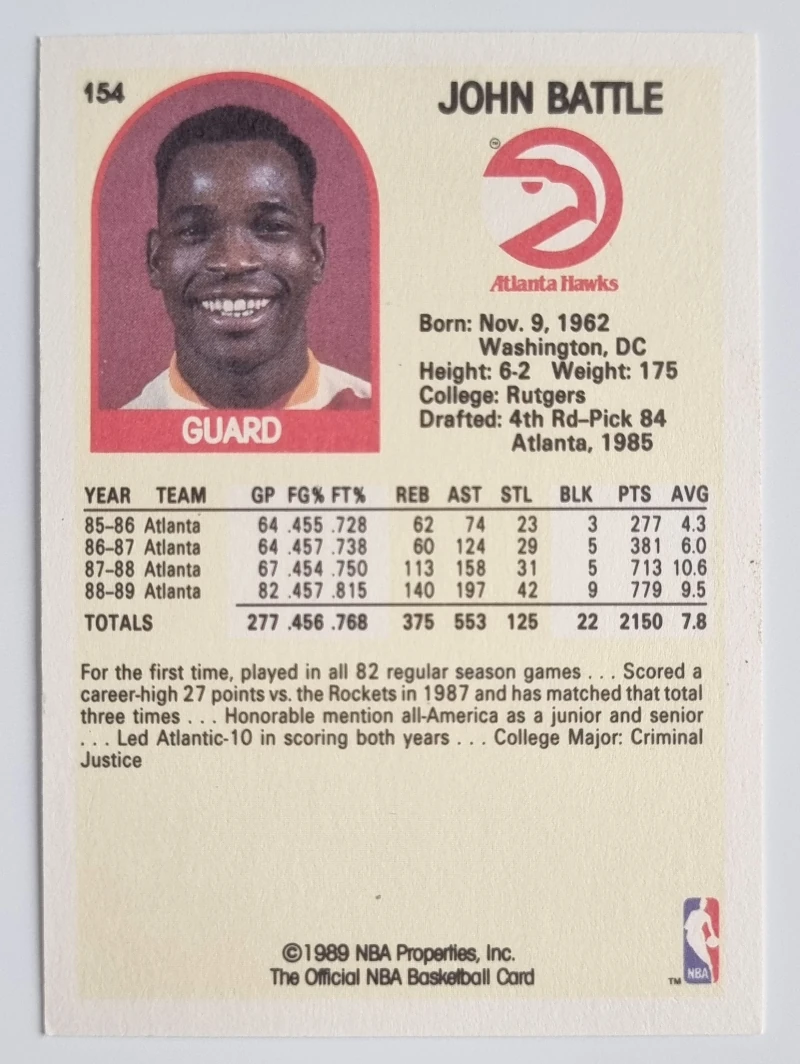 154
JOHN BATTLE
Atlanta Hawks
Born: Nov. 9, 1962
Washington, DC
Height: 6-2 Weight: 175
College: Rutgers
Drafted: 4th Rd–Pick 84
Atlanta, 1985
GUARD
YEAR TEAM GP FG% FT% REB AST STL BLK PTS AVG
85–86 Atlanta 64 .455 .728 62 74 23 3 277 4.3
86–87 Atlanta 64 .457 .738 60 124 29 5 381 6.0
87–88 Atlanta 67 .454 .750 113 158 31 5 713 10.6
88–89 Atlanta 82 .457 .815 140 197 42 9 779 9.5
TOTALS 277 .456 .768 375 553 125 22 2150 7.8
For the first time, played in all 82 regular season games . . . Scored a
career-high 27 points vs. the Rockets in 1987 and has matched that total
three times . . . Honorable mention all-America as a junior and senior
. . . Led Atlantic-10 in scoring both years . . . College Major: Criminal
Justice
©1989 NBA Properties, Inc.
The Official NBA Basketball Card
TM NBA